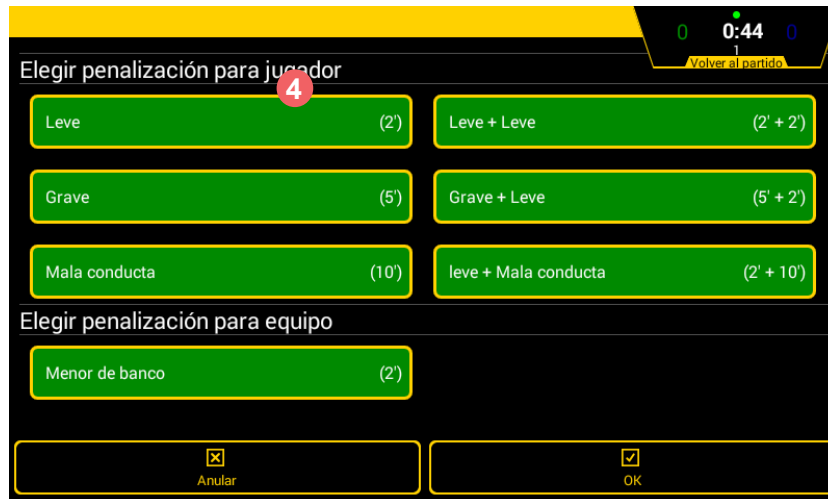 0 0:44 0
1
Volver al partido
Elegir penalización para jugador
4
Leve (2')
Leve + Leve (2' + 2')
Grave (5')
Grave + Leve (5' + 2')
Mala conducta (10')
leve + Mala conducta (2' + 10')
Elegir penalización para equipo
Menor de banco (2')
Anular
OK